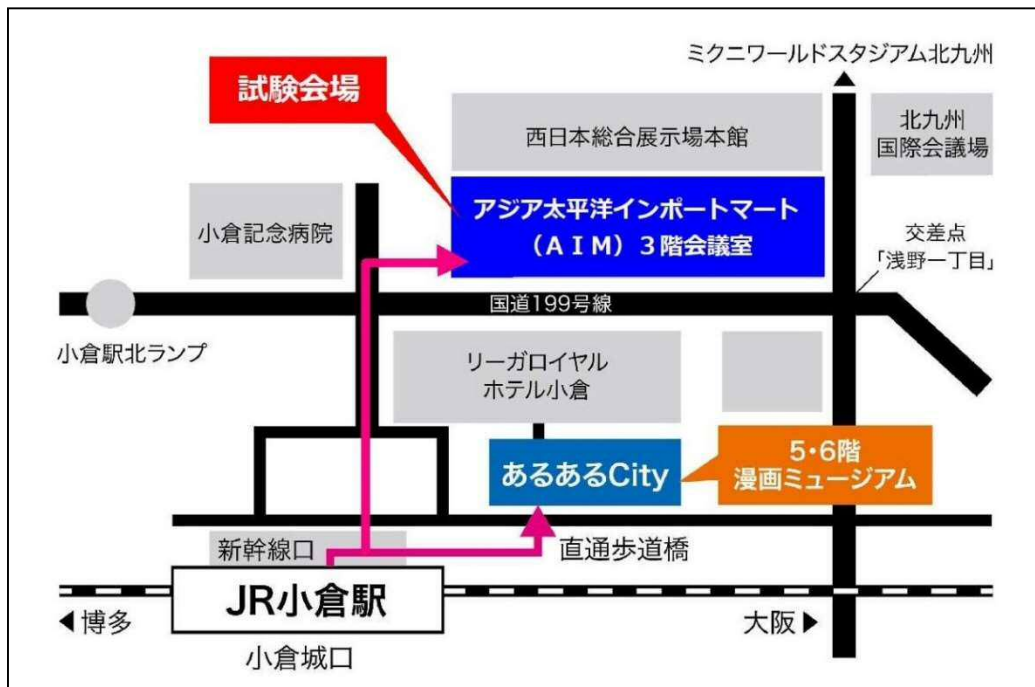 ミクニワールドスタジアム北九州
試験会場
西日本総合展示場本館
北九州
国際会議場
アジア太平洋インポートマート
（ＡＩＭ）３階会議室
小倉記念病院
交差点
「浅野一丁目」
国道199号線
小倉駅北ランプ
リーガロイヤル
ホテル小倉
あるあるCity
5・6階
漫画ミュージアム
新幹線口
直通歩道橋
JR小倉駅
◀博多
大阪▶
小倉城口